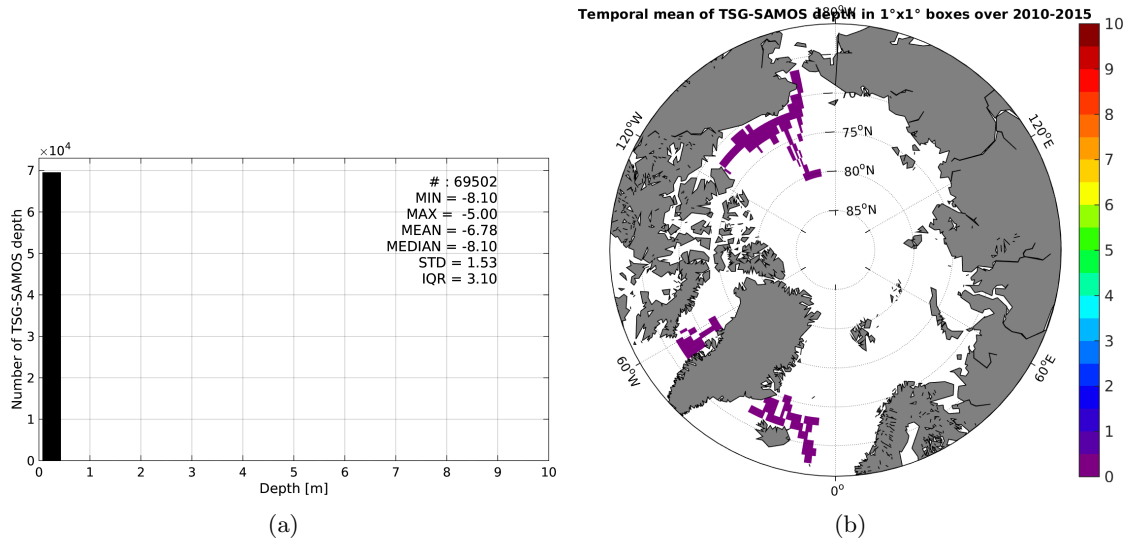 Temporal mean of TSG-SAMOS depth in 1°x1° boxes over 2010-2015
180°W
120°W
120°E
70
75°N
80°N
85°N
60°W
60°E
0°
10
9
8
7
6
5
4
3
2
1
0
×10⁴
7
6
5
4
3
2
1
0
Number of TSG-SAMOS depth
# : 69502
MIN = -8.10
MAX = -5.00
MEAN = -6.78
MEDIAN = -8.10
STD = 1.53
IQR = 3.10
0 1 2 3 4 5 6 7 8 9 10
Depth [m]
(a)
(b)